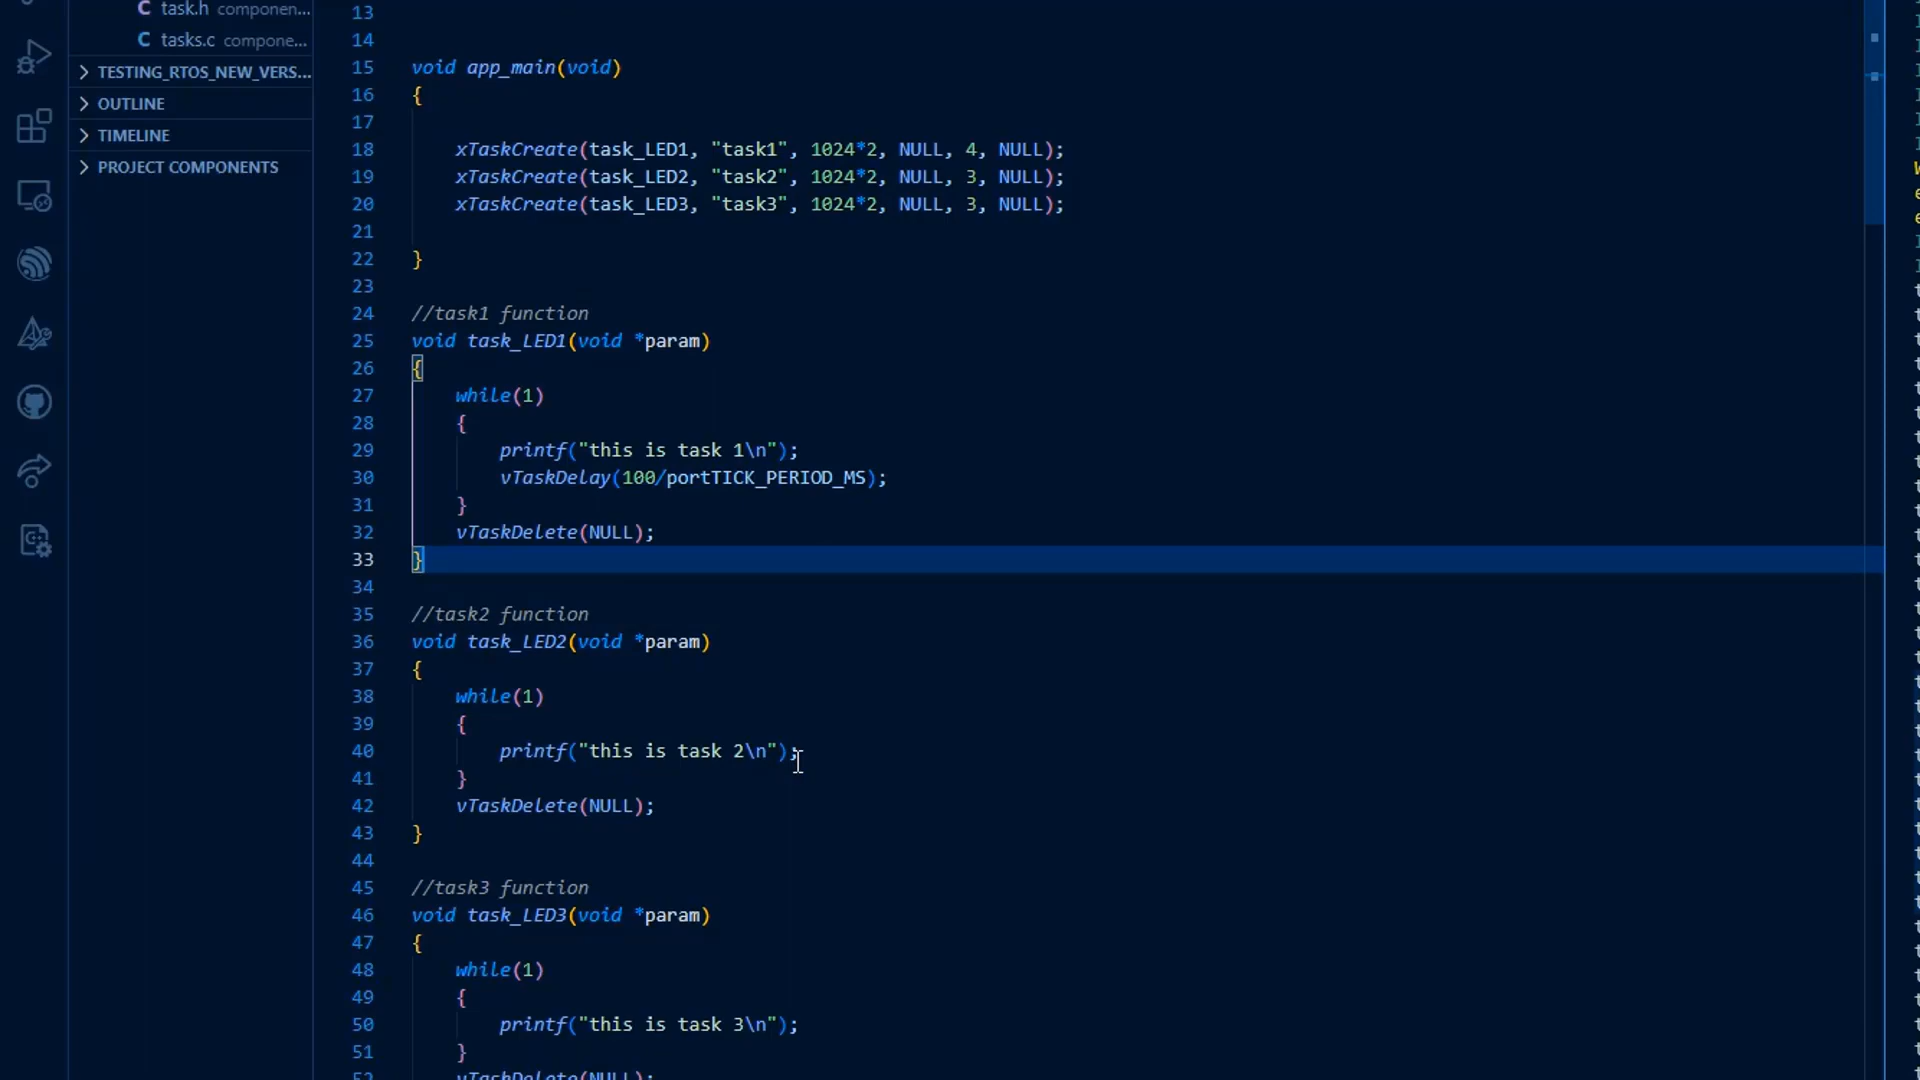 task.h componen...
tasks.c compone...
TESTING_RTOS_NEW_VERS...
OUTLINE
TIMELINE
PROJECT COMPONENTS
13
14
15 void app_main(void)
16 {
17
18 xTaskCreate(task_LED1, "task1", 1024*2, NULL, 4, NULL);
19 xTaskCreate(task_LED2, "task2", 1024*2, NULL, 3, NULL);
20 xTaskCreate(task_LED3, "task3", 1024*2, NULL, 3, NULL);
21
22 }
23
24 //task1 function
25 void task_LED1(void *param)
26 {
27 while(1)
28 {
29 printf("this is task 1\n");
30 vTaskDelay(100/portTICK_PERIOD_MS);
31 }
32 vTaskDelete(NULL);
33 }
34
35 //task2 function
36 void task_LED2(void *param)
37 {
38 while(1)
39 {
40 printf("this is task 2\n");
41 }
42 vTaskDelete(NULL);
43 }
44
45 //task3 function
46 void task_LED3(void *param)
47 {
48 while(1)
49 {
50 printf("this is task 3\n");
51 }
52 vTaskDelete(NULL);